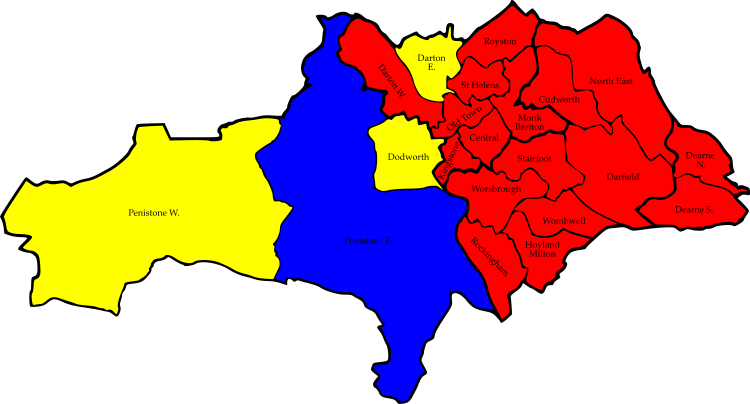 Royston
Darton
E.
Darton W.
St Helens
North East
Cudworth
Old Town
Monk
Bretton
Central
Kingstone
Dodworth
Stairfoot
Dearne
N.
Darfield
Worsbrough
Penistone W.
Dearne S.
Wombwell
Penistone E.
Rockingham
Hoyland
Milton